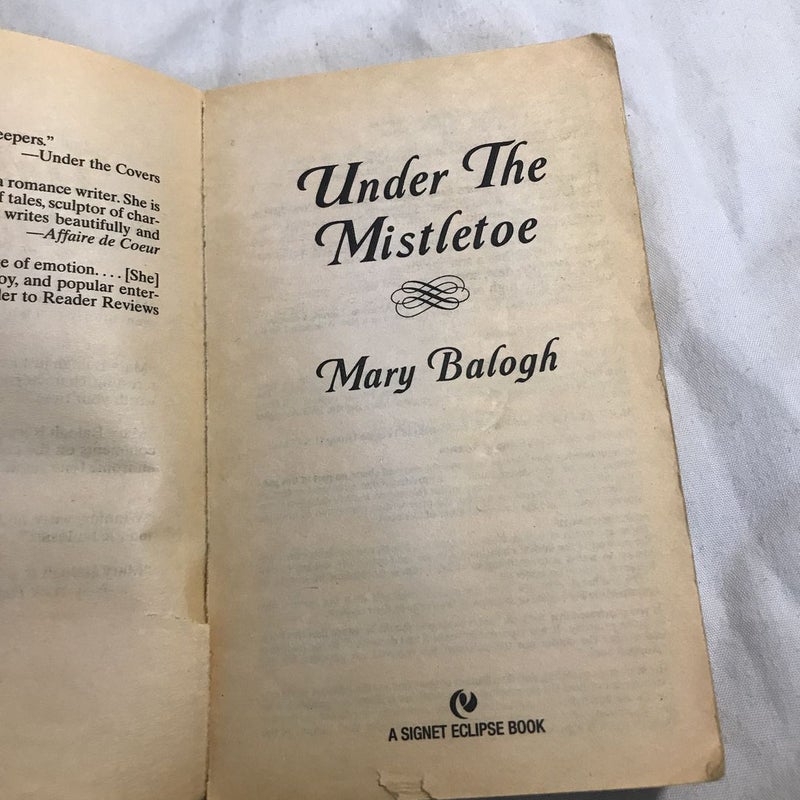 eepers."
—Under the Covers
a romance writer. She is
f tales, sculptor of char-
writes beautifully and
—Affaire de Coeur
e of emotion. . . . [She]
oy, and popular enter-
er to Reader Reviews
Under The
Mistletoe
Mary Balogh
A SIGNET ECLIPSE BOOK